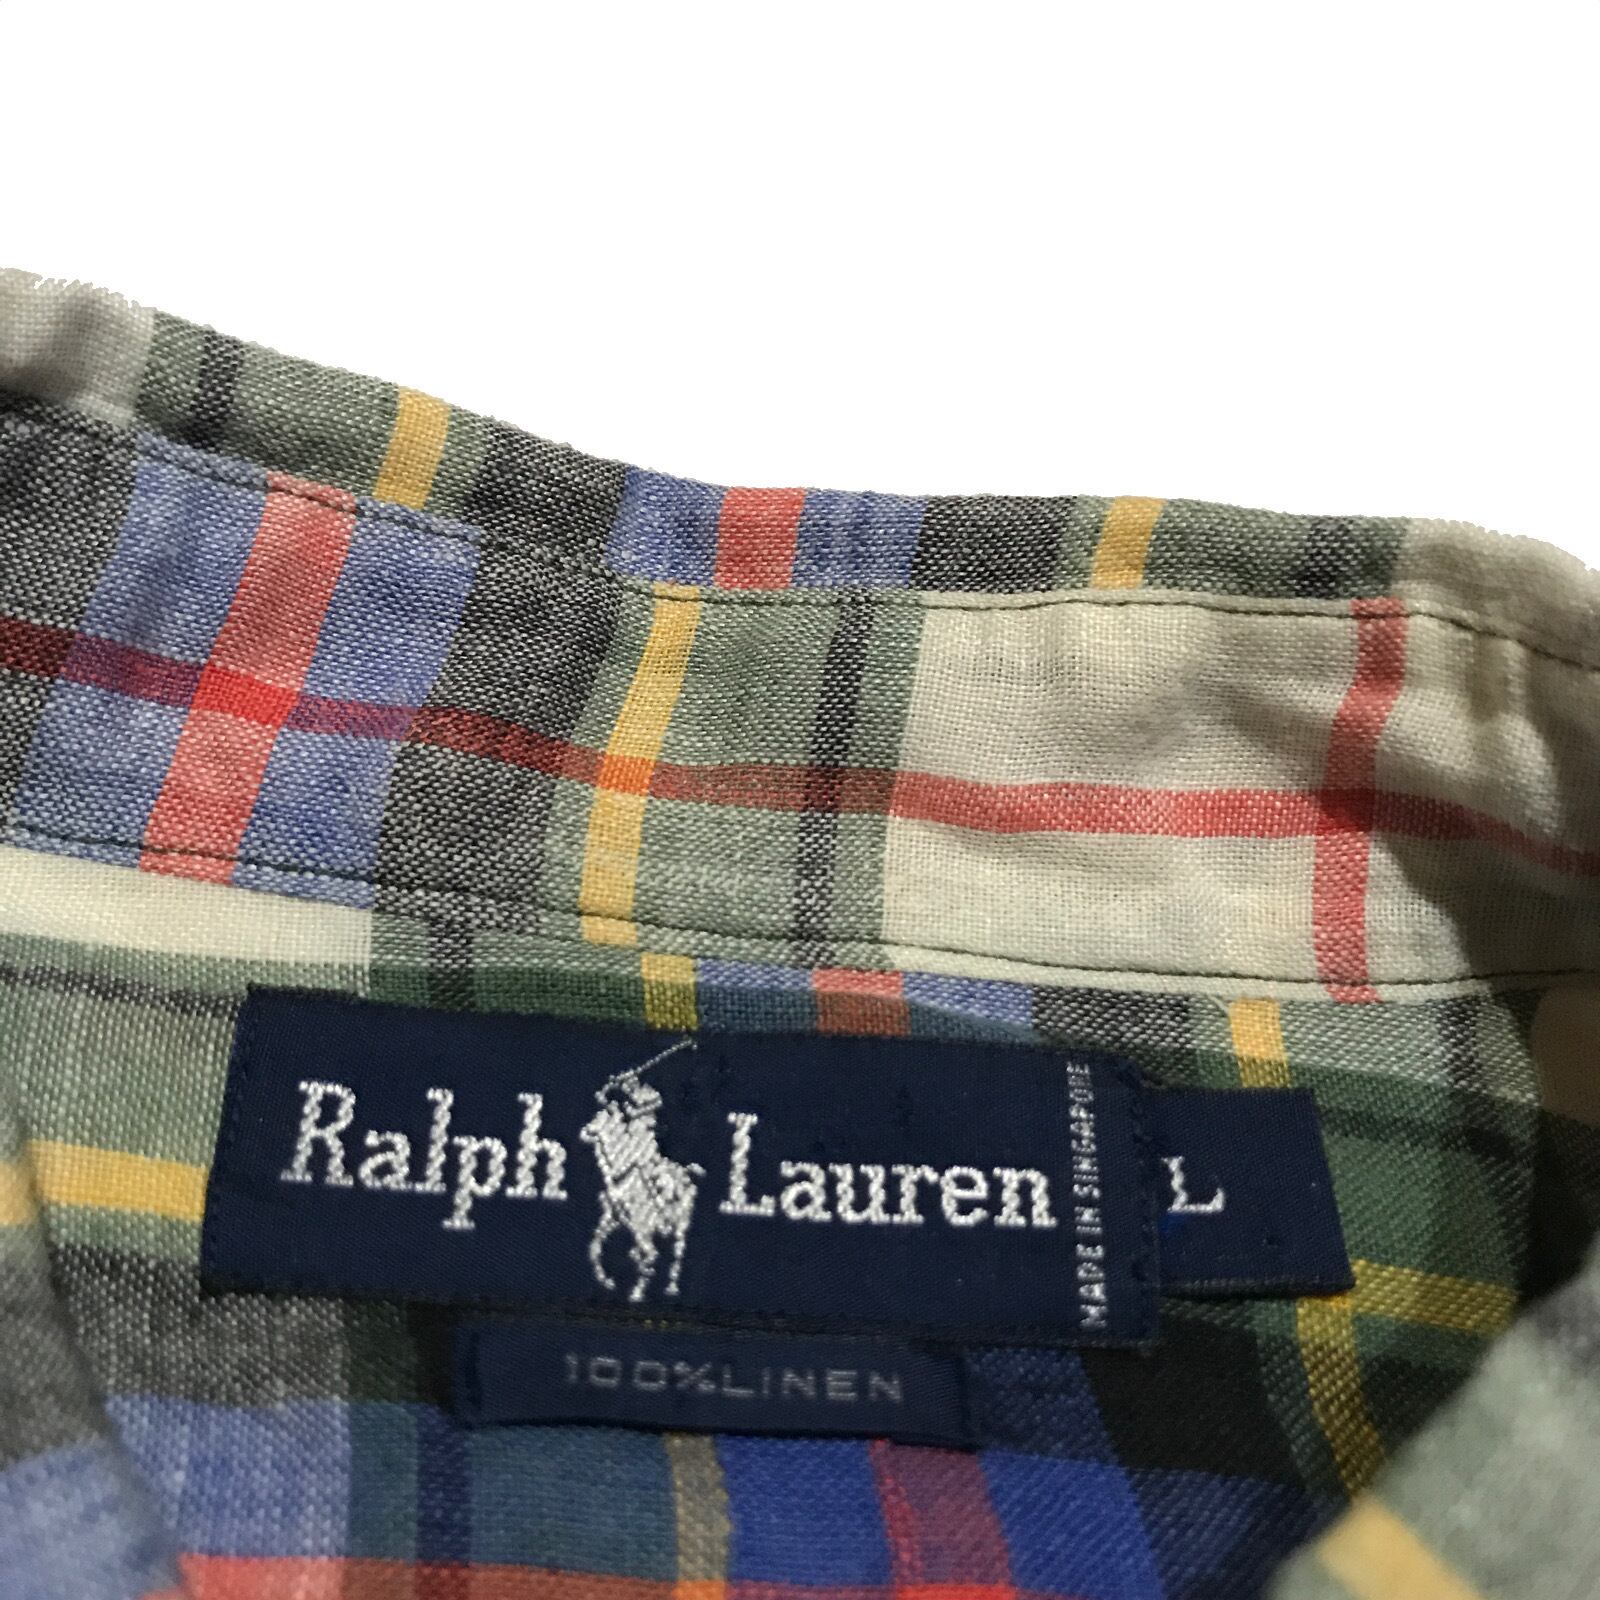 Ralph Lauren
MADE IN SINGAPORE
L
100%LINEN